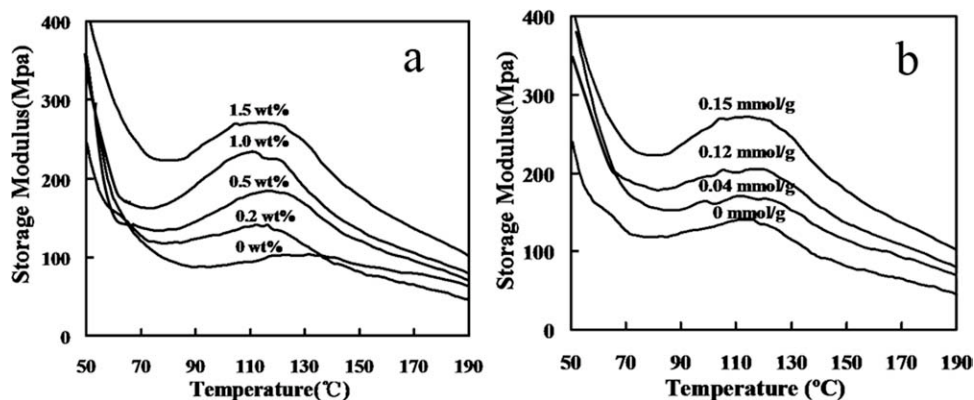 a
Storage Modulus(Mpa)
400
300
200
100
0
1.5 wt%
1.0 wt%
0.5 wt%
0.2 wt%
0 wt%
50 70 90 110 130 150 170 190
Temperature(℃)
b
Storage Modulus (Mpa)
400
300
200
100
0
0.15 mmol/g
0.12 mmol/g
0.04 mmol/g
0 mmol/g
50 70 90 110 130 150 170 190
Temperature (ºC)